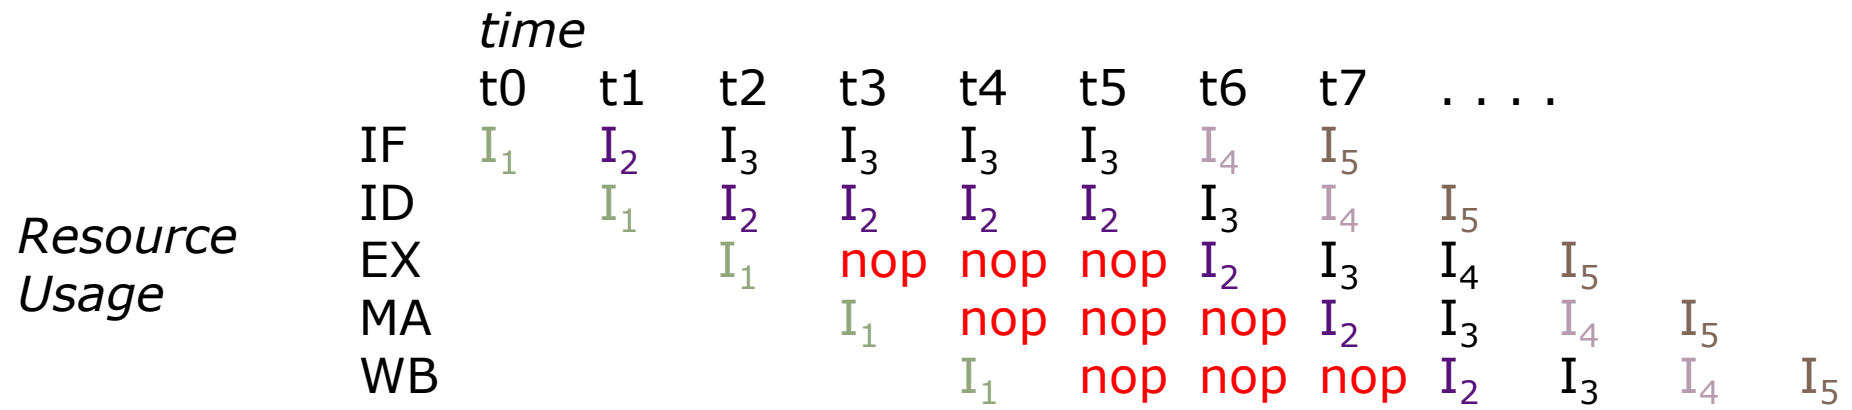 time
t0 t1 t2 t3 t4 t5 t6 t7 . . . .
IF I₁ I₂ I₃ I₃ I₃ I₃ I₄ I₅
ID I₁ I₂ I₂ I₂ I₂ I₃ I₄ I₅
Resource
EX I₁ nop nop nop I₂ I₃ I₄ I₅
Usage
MA I₁ nop nop nop I₂ I₃ I₄ I₅
WB I₁ nop nop nop I₂ I₃ I₄ I₅